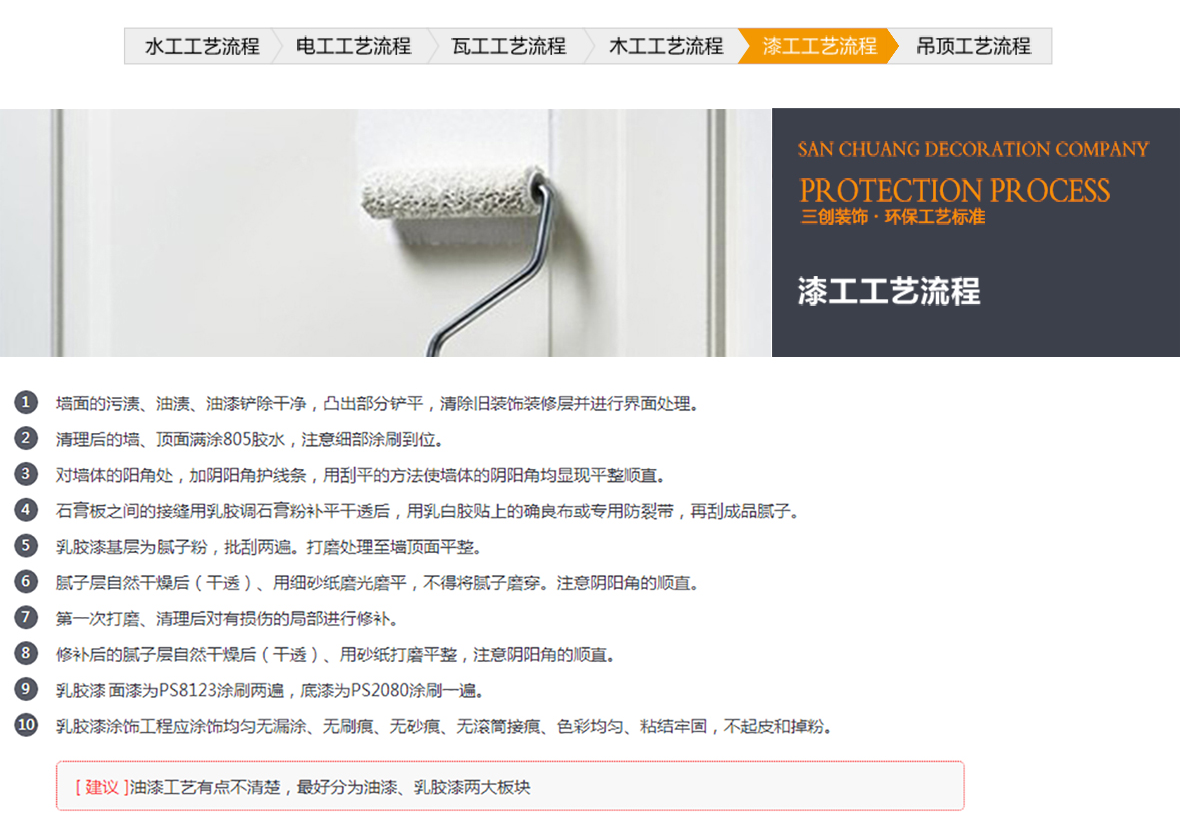 水工工艺流程 电工工艺流程 瓦工工艺流程 木工工艺流程 漆工工艺流程 吊顶工艺流程
SAN CHUANG DECORATION COMPANY
PROTECTION PROCESS
三创装饰·环保工艺标准
漆工工艺流程
1 墙面的污渍、油渍、油漆铲除干净，凸出部分铲平，清除旧装饰装修层并进行界面处理。
2 清理后的墙、顶面满涂805胶水，注意细部涂刷到位。
3 对墙体的阳角处，加阴阳角护线条，用刮平的方法使墙体的阴阳角均显现平整顺直。
4 石膏板之间的接缝用乳胶调石膏粉补平干透后，用乳白胶贴上的确良布或专用防裂带，再刮成品腻子。
5 乳胶漆基层为腻子粉，批刮两遍。打磨处理至墙顶面平整。
6 腻子层自然干燥后（干透）、用细砂纸磨光磨平，不得将腻子磨穿。注意阴阳角的顺直。
7 第一次打磨、清理后对有损伤的局部进行修补。
8 修补后的腻子层自然干燥后（干透）、用砂纸打磨平整，注意阴阳角的顺直。
9 乳胶漆面漆为PS8123涂刷两遍，底漆为PS2080涂刷一遍。
10 乳胶漆涂饰工程应涂饰均匀无漏涂、无刷痕、无砂痕、无滚筒接痕、色彩均匀、粘结牢固，不起皮和掉粉。
[ 建议 ]油漆工艺有点不清楚，最好分为油漆、乳胶漆两大板块